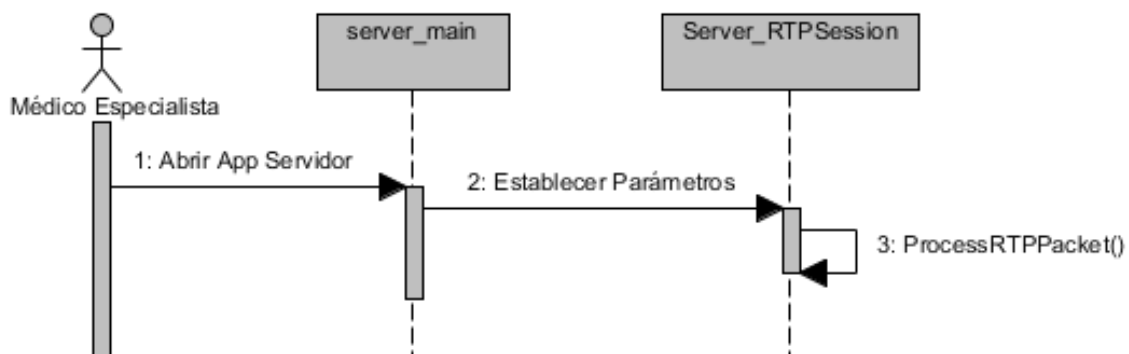 server_main
Server_RTPSession
Médico Especialista
1: Abrir App Servidor
2: Establecer Parámetros
3: ProcessRTPPacket()